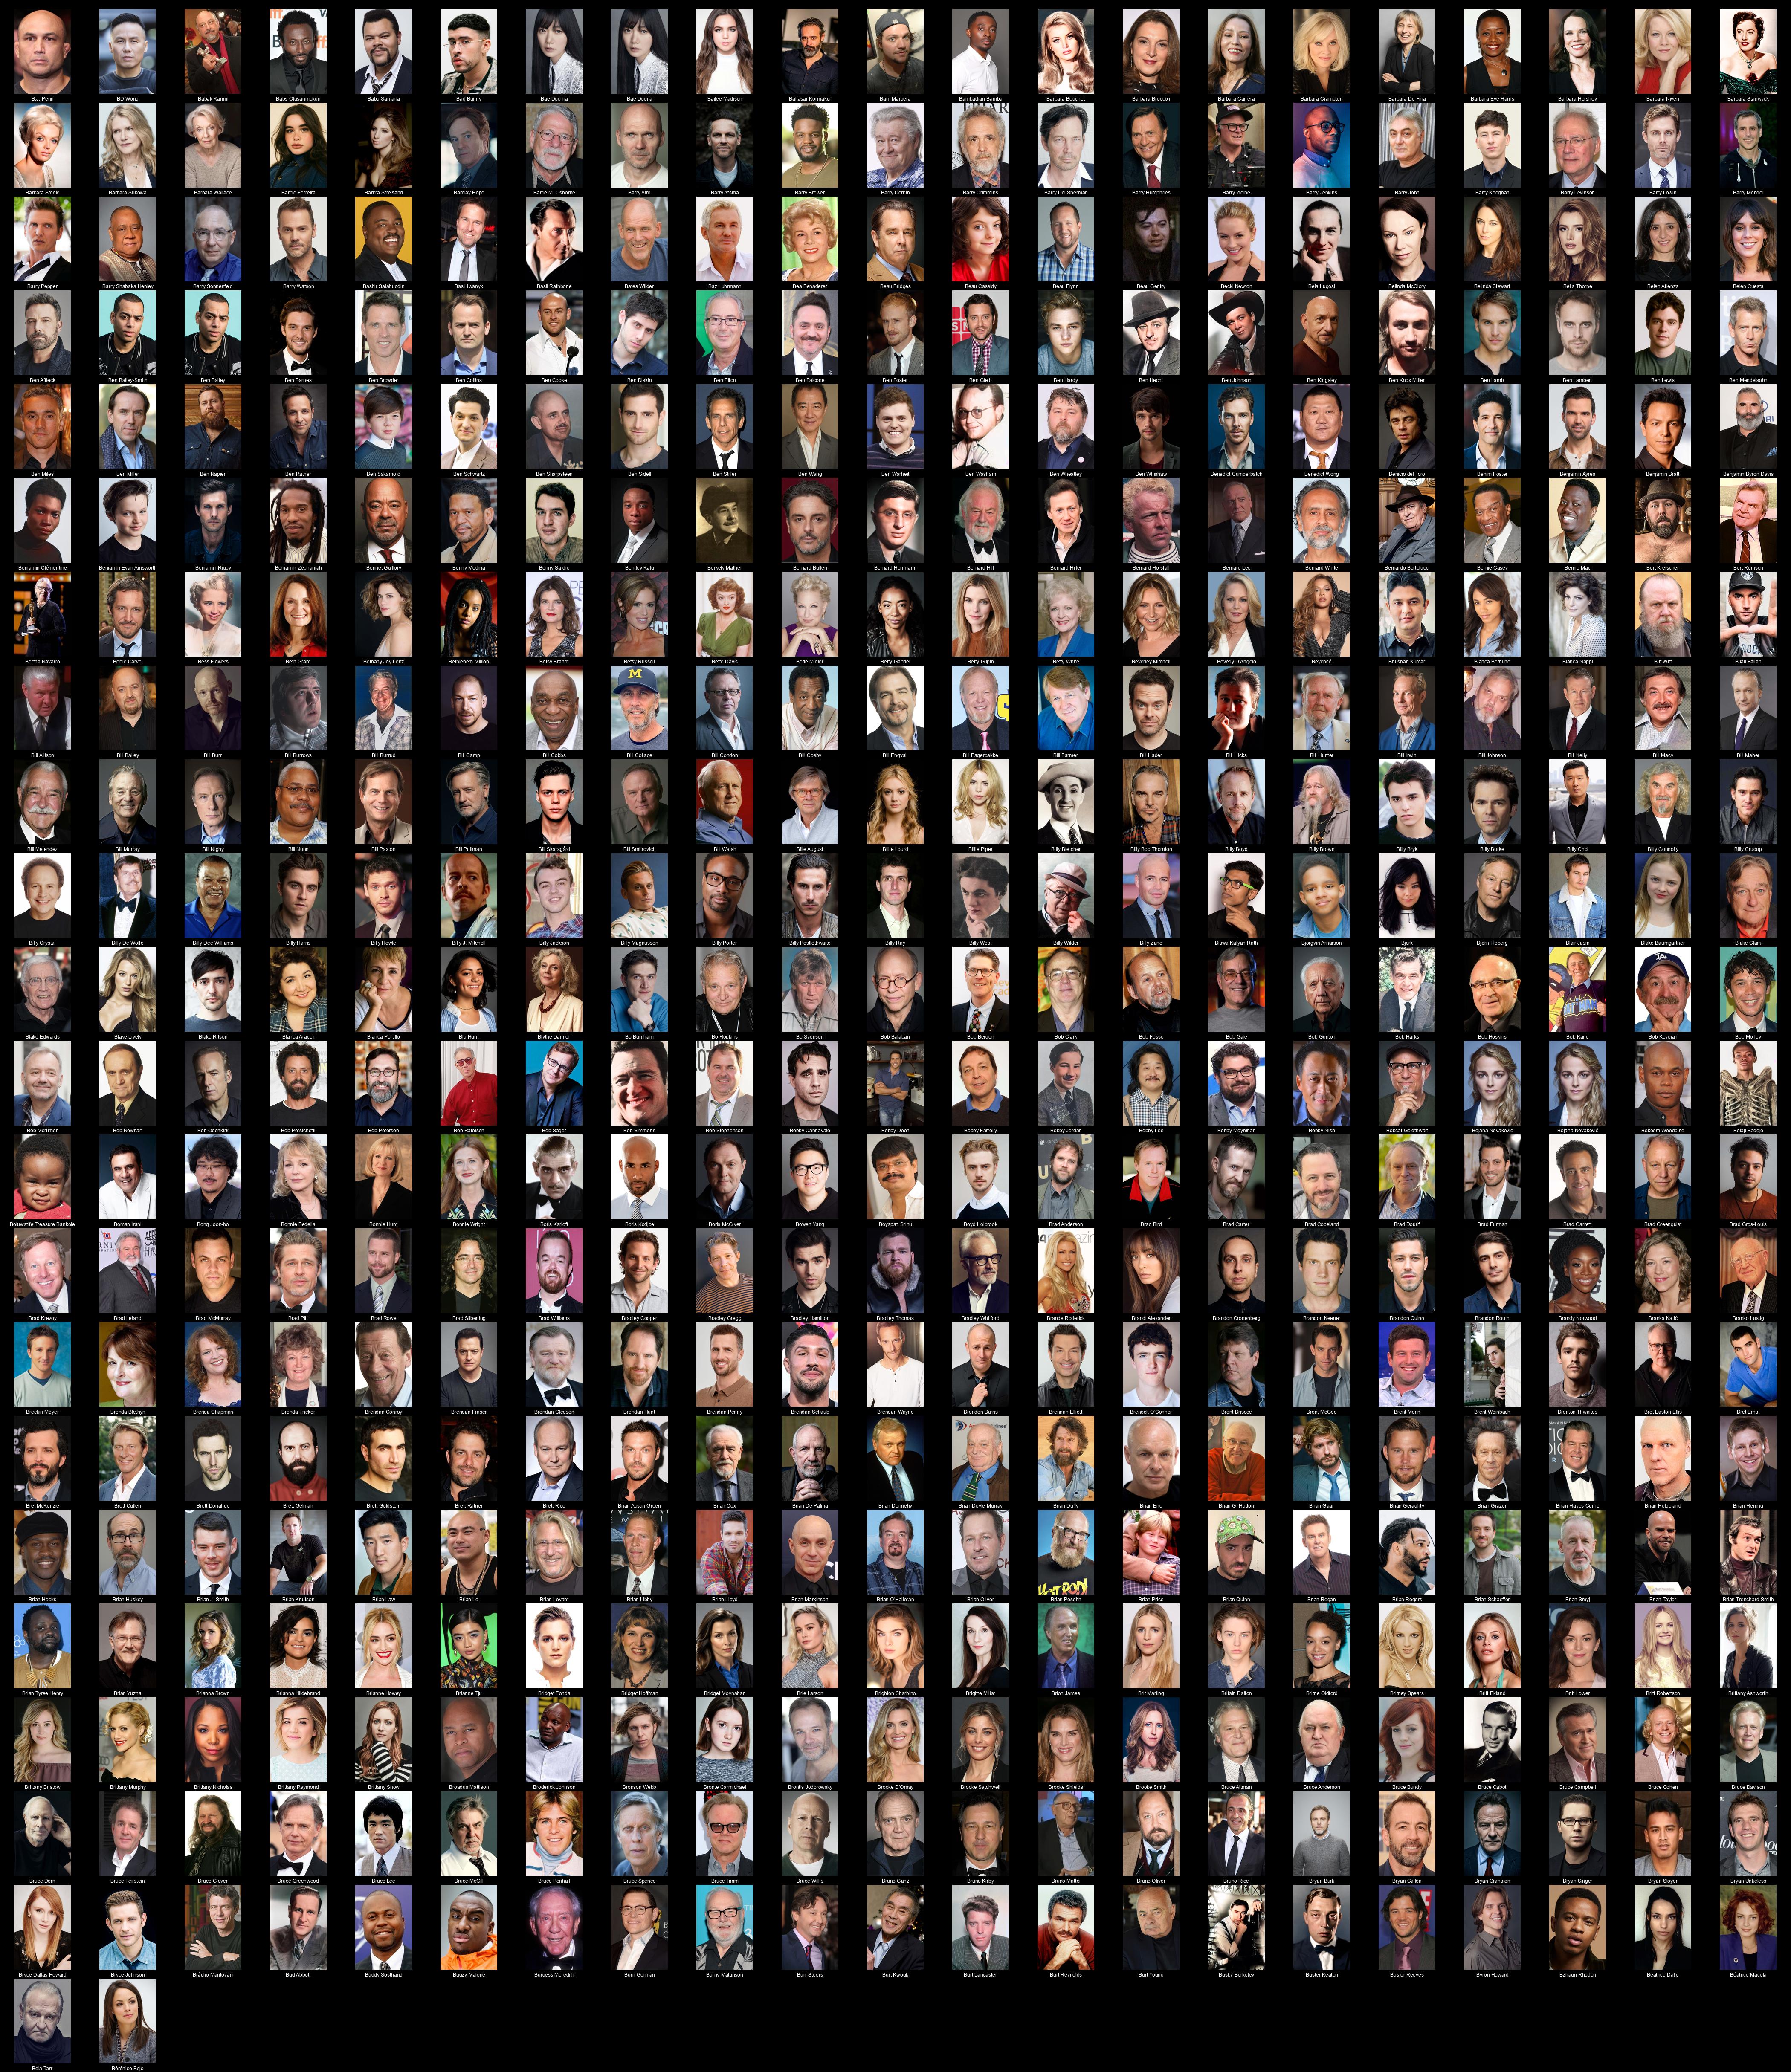 B.J. Penn
BD Wong
Babak Karimi
Babs Olusanmokun
Babu Santana
Bad Bunny
Bae Doo-na
Bae Doona
Bailee Madison
Baltasar Kormákur
Bam Margera
Bambadjan Bamba
Barbara Bouchet
Barbara Broccoli
Barbara Carrera
Barbara Crampton
Barbara De Fina
Barbara Eve Harris
Barbara Hershey
Barbara Niven
Barbara Stanwyck
Barbara Steele
Barbara Sukowa
Barbara Wallace
Barbie Ferreira
Barbra Streisand
Barclay Hope
Barrie M. Osborne
Barry Aird
Barry Atsma
Barry Brewer
Barry Corbin
Barry Crimmins
Barry Del Sherman
Barry Humphries
Barry Idoine
Barry Jenkins
Barry John
Barry Keoghan
Barry Levinson
Barry Lowin
Barry Mendel
Barry Pepper
Barry Shabaka Henley
Barry Sonnenfeld
Barry Watson
Bashir Salahuddin
Basil Iwanyk
Basil Rathbone
Bates Wilder
Baz Luhrmann
Bea Benaderet
Beau Bridges
Beau Cassidy
Beau Flynn
Beau Gentry
Becki Newton
Bela Lugosi
Belinda McClory
Belinda Stewart
Bella Thorne
Belén Atienza
Belén Cuesta
Ben Affleck
Ben Bailey-Smith
Ben Bailey
Ben Barnes
Ben Browder
Ben Collins
Ben Cooke
Ben Diskin
Ben Elton
Ben Falcone
Ben Foster
Ben Gleib
Ben Hardy
Ben Hecht
Ben Johnson
Ben Kingsley
Ben Knox Miller
Ben Lamb
Ben Lambert
Ben Lewis
Ben Mendelsohn
Ben Miles
Ben Miller
Ben Napier
Ben Ratner
Ben Sakamoto
Ben Schwartz
Ben Sharpsteen
Ben Sidell
Ben Stiller
Ben Wang
Ben Warheit
Ben Washam
Ben Wheatley
Ben Whishaw
Benedict Cumberbatch
Benedict Wong
Benicio del Toro
Beniem Foster
Benjamin Ayres
Benjamin Bratt
Benjamin Byron Davis
Benjamin Clémentine
Benjamin Evan Ainsworth
Benjamin Rigby
Benjamin Zephaniah
Bennet Guillory
Benny Medina
Benny Safdie
Bentley Kalu
Berkely Mather
Bernard Bullen
Bernard Herrmann
Bernard Hill
Bernard Hiller
Bernard Horsfall
Bernard Lee
Bernard White
Bernardo Bertolucci
Bernie Casey
Bernie Mac
Bert Kreischer
Bert Remsen
Bertha Navarro
Bertie Carvel
Bess Flowers
Beth Grant
Bethany Joy Lenz
Bethlehem Million
Betsy Brandt
Betsy Russell
Bette Davis
Bette Midler
Betty Gabriel
Betty Gilpin
Betty White
Beverley Mitchell
Beverly D'Angelo
Beyoncé
Bhushan Kumar
Bianca Bethune
Bianca Nappi
Biff Wiff
Bilall Fallah
Bill Allison
Bill Bailey
Bill Burr
Bill Burrows
Bill Burrud
Bill Camp
Bill Cobbs
Bill Collage
Bill Condon
Bill Cosby
Bill Engvall
Bill Fagerbakke
Bill Farmer
Bill Hader
Bill Hicks
Bill Hunter
Bill Irwin
Bill Johnson
Bill Kelly
Bill Macy
Bill Maher
Bill Melendez
Bill Murray
Bill Nighy
Bill Nunn
Bill Paxton
Bill Pullman
Bill Skarsgård
Bill Smitrovich
Bill Walsh
Bille August
Billie Lourd
Billie Piper
Billy Bletcher
Billy Bob Thornton
Billy Boyd
Billy Brown
Billy Bryk
Billy Burke
Billy Choi
Billy Connolly
Billy Crudup
Billy Crystal
Billy De Wolfe
Billy Dee Williams
Billy Harris
Billy Howle
Billy J. Mitchell
Billy Jackson
Billy Magnussen
Billy Porter
Billy Postlethwaite
Billy Ray
Billy West
Billy Wilder
Billy Zane
Biswa Kalyan Rath
Bjorgvin Arnarson
Björk
Bjørn Floberg
Blair Jasin
Blake Baumgartner
Blake Clark
Blake Edwards
Blake Lively
Blake Ritson
Blanca Araceli
Blanca Portillo
Blu Hunt
Blythe Danner
Bo Burnham
Bo Hopkins
Bo Svenson
Bob Balaban
Bob Bergen
Bob Clark
Bob Fosse
Bob Gale
Bob Gunton
Bob Harks
Bob Hoskins
Bob Kane
Bob Kevoian
Bob Morley
Bob Mortimer
Bob Newhart
Bob Odenkirk
Bob Persichetti
Bob Peterson
Bob Rafelson
Bob Saget
Bob Simmons
Bob Stephenson
Bobby Cannavale
Bobby Deen
Bobby Farrelly
Bobby Jordan
Bobby Lee
Bobby Moynihan
Bobby Nish
Bobcat Goldthwait
Bojana Novakovic
Bojana Novaković
Bokeem Woodbine
Bolaji Badejo
Boluwatife Treasure Bankole
Boman Irani
Bong Joon-ho
Bonnie Bedelia
Bonnie Hunt
Bonnie Wright
Boris Karloff
Boris Kodjoe
Boris McGiver
Bowen Yang
Boyapati Srinu
Boyd Holbrook
Brad Anderson
Brad Bird
Brad Carter
Brad Copeland
Brad Dourif
Brad Furman
Brad Garrett
Brad Greenquist
Brad Gros-Louis
Brad Krevoy
Brad Leland
Brad McMurray
Brad Pitt
Brad Rowe
Brad Silberling
Brad Williams
Bradley Cooper
Bradley Gregg
Bradley Hamilton
Bradley Thomas
Bradley Whitford
Brande Roderick
Brandi Alexander
Brandon Cronenberg
Brandon Keener
Brandon Quinn
Brandon Routh
Brandy Norwood
Branka Katić
Branko Lustig
Breckin Meyer
Brenda Blethyn
Brenda Chapman
Brenda Fricker
Brendan Conroy
Brendan Fraser
Brendan Gleeson
Brendan Hunt
Brendan Penny
Brendan Schaub
Brendan Wayne
Brendon Burns
Brennan Elliott
Brenock O'Connor
Brent Briscoe
Brent McGee
Brent Morin
Brent Weinbach
Brenton Thwaites
Bret Easton Ellis
Bret Ernst
Bret McKenzie
Brett Cullen
Brett Donahue
Brett Gelman
Brett Goldstein
Brett Ratner
Brett Rice
Brian Austin Green
Brian Cox
Brian De Palma
Brian Dennehy
Brian Doyle-Murray
Brian Duffy
Brian Eno
Brian G. Hutton
Brian Gaar
Brian Geraghty
Brian Grazer
Brian Hayes Currie
Brian Helgeland
Brian Herring
Brian Hooks
Brian Huskey
Brian J. Smith
Brian Knutson
Brian Law
Brian Le
Brian Levant
Brian Libby
Brian Lloyd
Brian Markinson
Brian O'Halloran
Brian Oliver
Brian Posehn
Brian Price
Brian Quinn
Brian Regan
Brian Rogers
Brian Schaeffer
Brian Smyj
Brian Taylor
Brian Trenchard-Smith
Brian Tyree Henry
Brian Yuzna
Brianna Brown
Brianna Hildebrand
Brianne Howey
Brianne Tju
Bridget Fonda
Bridget Hoffman
Bridget Moynahan
Brie Larson
Brighton Sharbino
Brigitte Millar
Brion James
Brit Marling
Britain Dalton
Britne Oldford
Britney Spears
Britt Ekland
Britt Lower
Britt Robertson
Brittany Ashworth
Brittany Bristow
Brittany Murphy
Brittany Nicholas
Brittany Raymond
Brittany Snow
Broadus Mattison
Broderick Johnson
Bronson Webb
Bronte Carmichael
Brontis Jodorowsky
Brooke D'Orsay
Brooke Satchwell
Brooke Shields
Brooke Smith
Bruce Altman
Bruce Anderson
Bruce Bundy
Bruce Cabot
Bruce Campbell
Bruce Cohen
Bruce Davison
Bruce Dern
Bruce Feirstein
Bruce Glover
Bruce Greenwood
Bruce Lee
Bruce McGill
Bruce Penhall
Bruce Spence
Bruce Timm
Bruce Willis
Bruno Ganz
Bruno Kirby
Bruno Mattei
Bruno Oliver
Bruno Ricci
Bryan Burk
Bryan Callen
Bryan Cranston
Bryan Singer
Bryan Sloyer
Bryan Unkeless
Bryce Dallas Howard
Bryce Johnson
Bráulio Mantovani
Bud Abbott
Buddy Sosthand
Bugzy Malone
Burgess Meredith
Burn Gorman
Burny Mattinson
Burr Steers
Burt Kwouk
Burt Lancaster
Burt Reynolds
Burt Young
Busby Berkeley
Buster Keaton
Buster Reeves
Byron Howard
Bzhaun Rhoden
Béatrice Dalle
Béatrice Macola
Béla Tarr
Bérénice Bejo